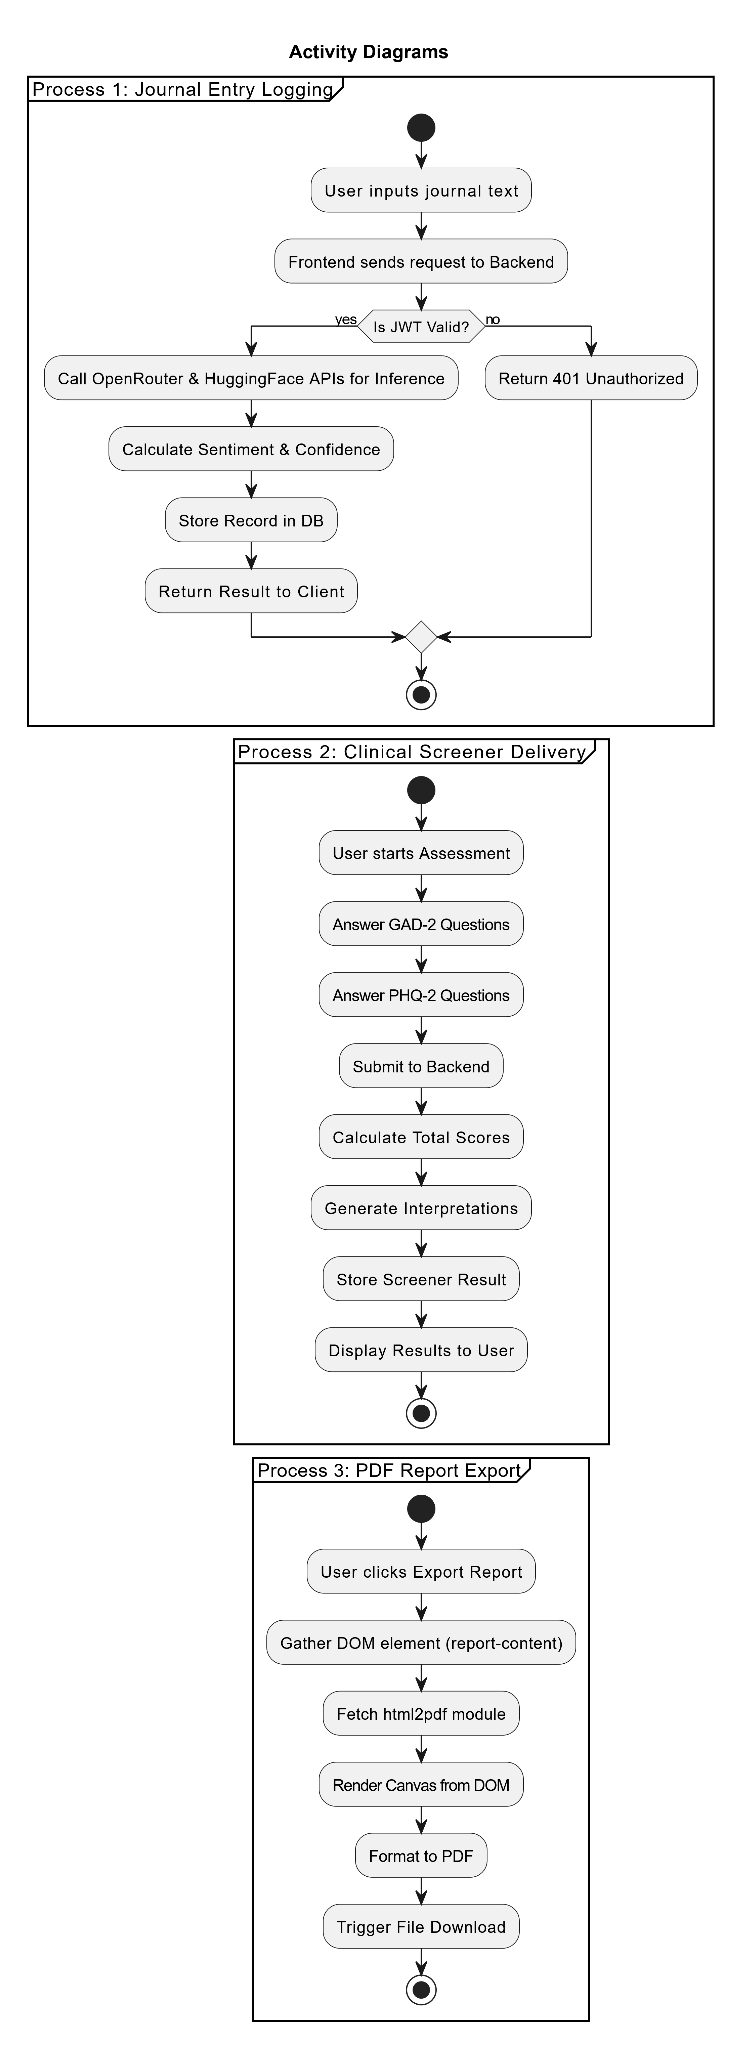 Activity Diagrams
Process 1: Journal Entry Logging
User inputs journal text
Frontend sends request to Backend
yes
Is JWT Valid?
no
Call OpenRouter & HuggingFace APIs for Inference
Return 401 Unauthorized
Calculate Sentiment & Confidence
Store Record in DB
Return Result to Client
Process 2: Clinical Screener Delivery
User starts Assessment
Answer GAD-2 Questions
Answer PHQ-2 Questions
Submit to Backend
Calculate Total Scores
Generate Interpretations
Store Screener Result
Display Results to User
Process 3: PDF Report Export
User clicks Export Report
Gather DOM element (report-content)
Fetch html2pdf module
Render Canvas from DOM
Format to PDF
Trigger File Download